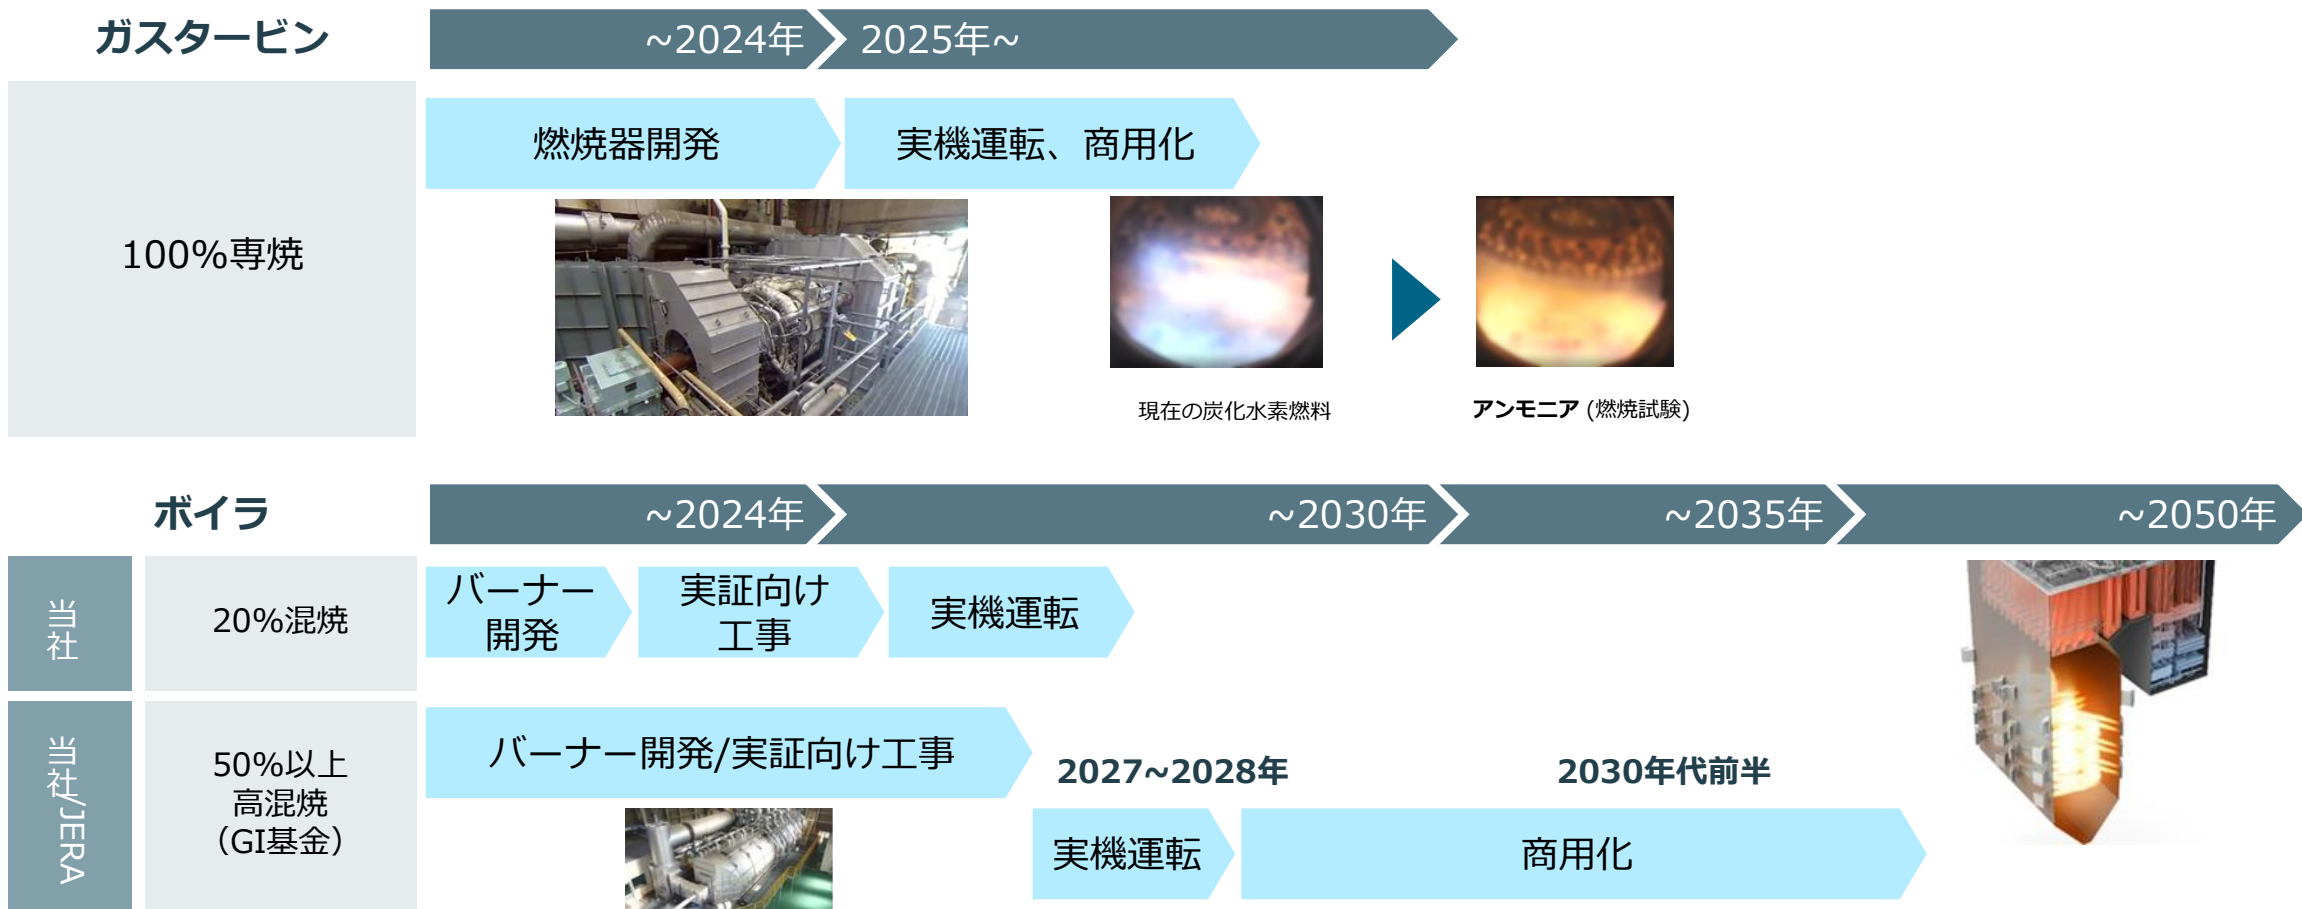 ガスタービン
~2024年
2025年~
100%専焼
燃焼器開発
実機運転、商用化
現在の炭化水素燃料
アンモニア (燃焼試験)
ボイラ
~2024年
~2030年
~2035年
~2050年
当社
20%混焼
バーナー
開発
実証向け
工事
実機運転
当社/JERA
50%以上
高混焼
（GI基金）
バーナー開発/実証向け工事
2027~2028年
2030年代前半
実機運転
商用化